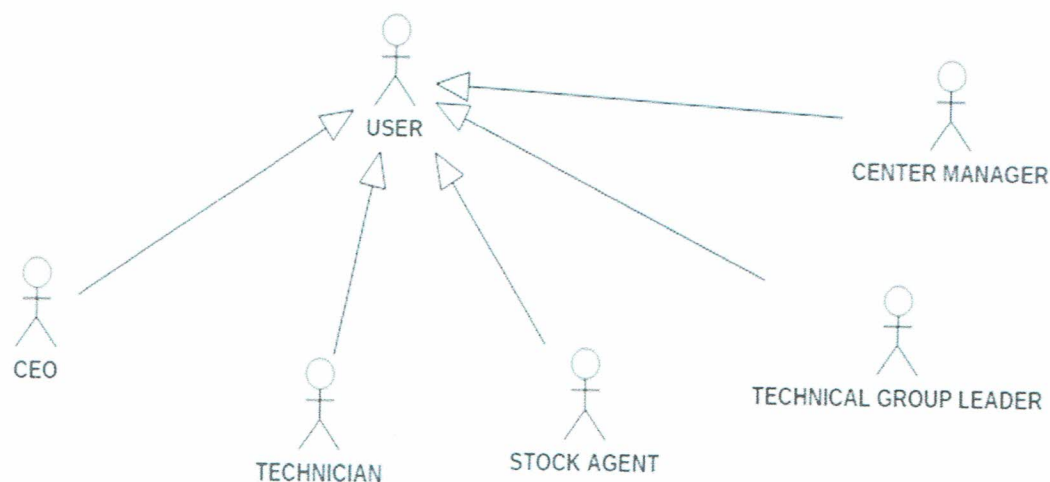 USER
CENTER MANAGER
CEO
TECHNICAL GROUP LEADER
TECHNICIAN
STOCK AGENT